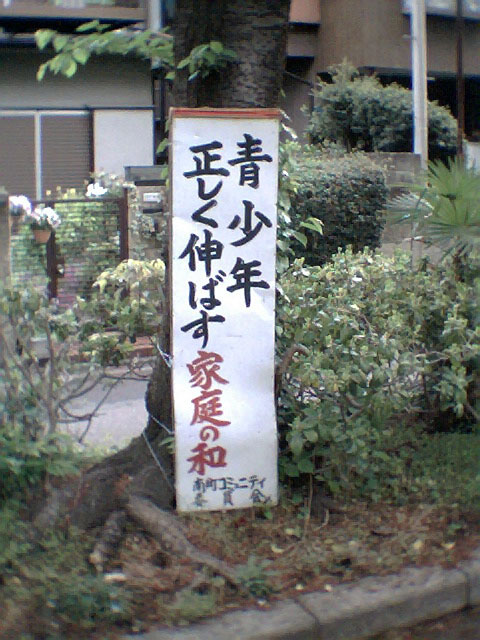 青少年
正しく伸ばす家庭の和
南町コミュニティ
委員会